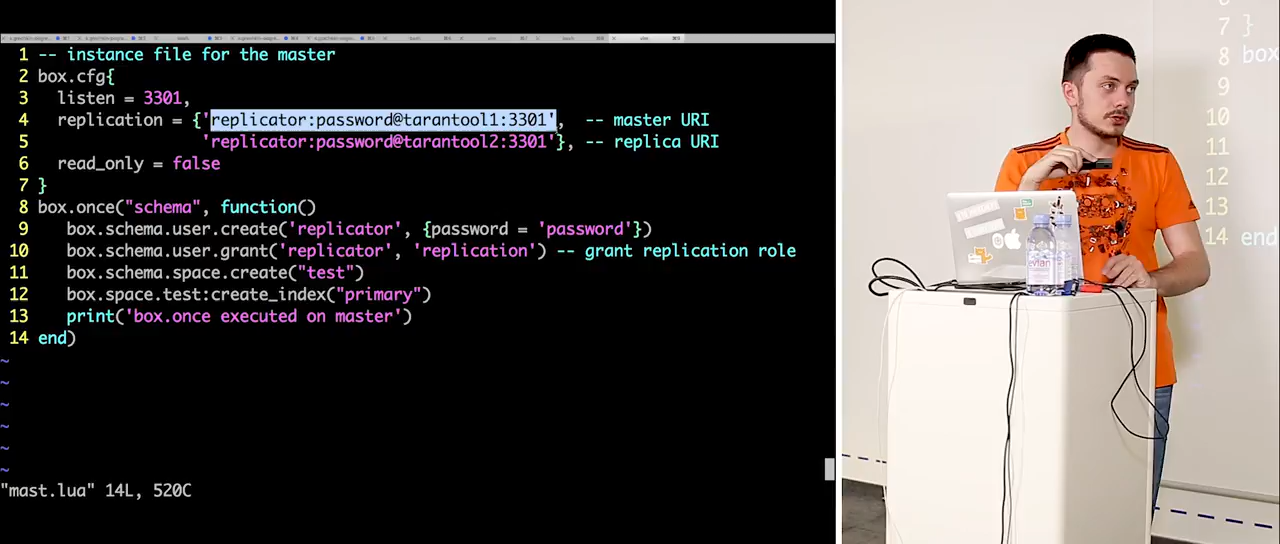 1 -- instance file for the master
2 box.cfg{
3   listen = 3301,
4   replication = {'replicator:password@tarantool1:3301',  -- master URI
5                  'replicator:password@tarantool2:3301'}, -- replica URI
6   read_only = false
7 }
8 box.once("schema", function()
9    box.schema.user.create('replicator', {password = 'password'})
10    box.schema.user.grant('replicator', 'replication') -- grant replication role
11    box.schema.space.create("test")
12    box.space.test:create_index("primary")
13    print('box.once executed on master')
14 end)
~
~
~
~
~
~
"mast.lua" 14L, 520C
7 }
8 box
9
10
11
12
13
14 end
evian